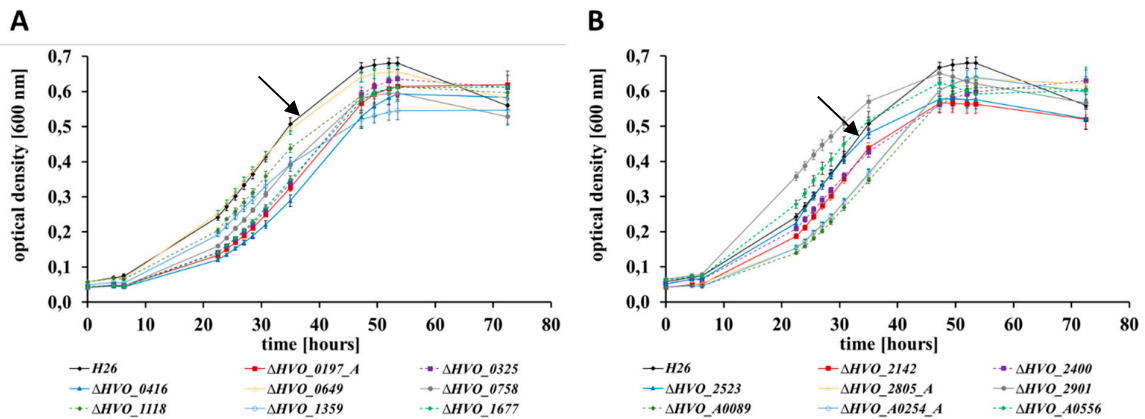 A
B
optical density [600 nm]
0,7
0,6
0,5
0,4
0,3
0,2
0,1
0,0
0 10 20 30 40 50 60 70 80
time [hours]
H26 ΔHVO_0197_A ΔHVO_0325
ΔHVO_0416 ΔHVO_0649 ΔHVO_0758
ΔHVO_1118 ΔHVO_1359 ΔHVO_1677
optical density [600 nm]
0,7
0,6
0,5
0,4
0,3
0,2
0,1
0,0
0 10 20 30 40 50 60 70 80
time [hours]
H26 ΔHVO_2142 ΔHVO_2400
ΔHVO_2523 ΔHVO_2805_A ΔHVO_2901
ΔHVO_A0089 ΔHVO_A0254_A ΔHVO_A0556